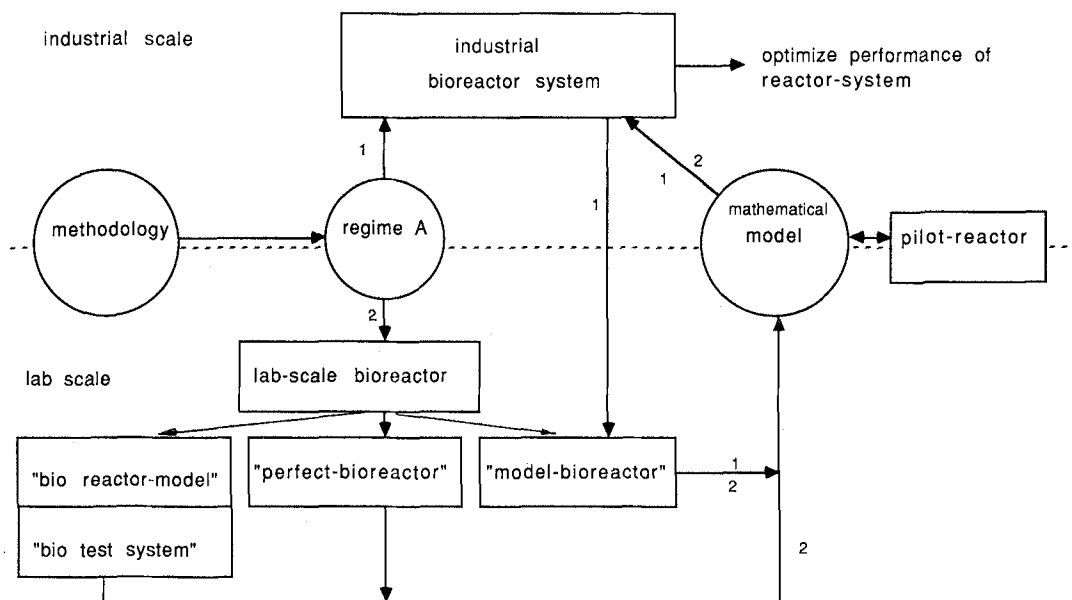 industrial scale
industrial
bioreactor system
optimize performance of
reactor-system
1
2
1
1
methodology
regime A
mathematical
model
pilot-reactor
2
lab scale
lab-scale bioreactor
"bio reactor-model"
"perfect-bioreactor"
"model-bioreactor"
1
2
"bio test system"
2